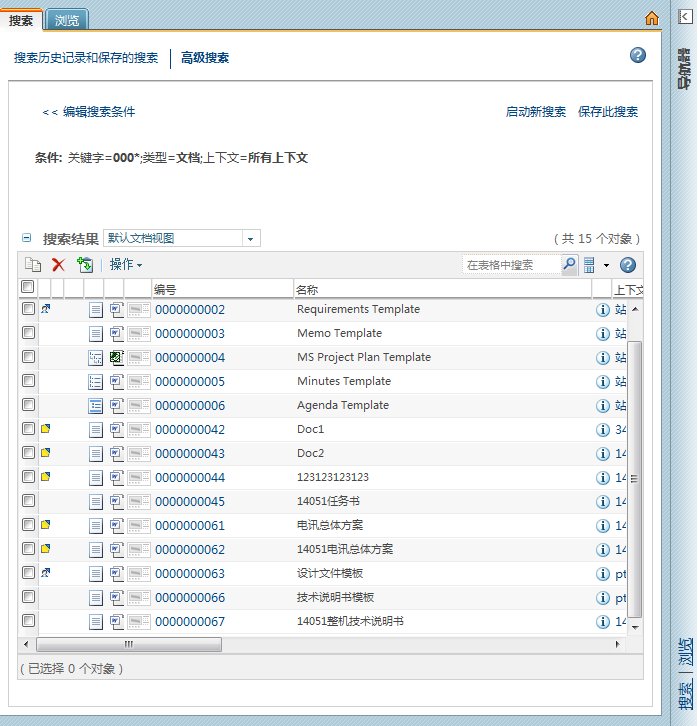 搜索 浏览
搜索历史记录和保存的搜索 高级搜索
<< 编辑搜索条件 启动新搜索 保存此搜索
条件: 关键字=000*;类型=文档;上下文=所有上下文
搜索结果 默认文档视图 ( 共 15 个对象 )
操作 在表格中搜索
编号 名称 上下文
0000000002 Requirements Template 站
0000000003 Memo Template 站
0000000004 MS Project Plan Template 站
0000000005 Minutes Template 站
0000000006 Agenda Template 站
0000000042 Doc1 34
0000000043 Doc2 14
0000000044 123123123123 14
0000000045 14051任务书 14
0000000061 电讯总体方案 14
0000000062 14051电讯总体方案 14
0000000063 设计文件模板 pt
0000000066 技术说明书模板 pt
0000000067 14051整机技术说明书 14
( 已选择 0 个对象 )
导航器
搜索 | 浏览